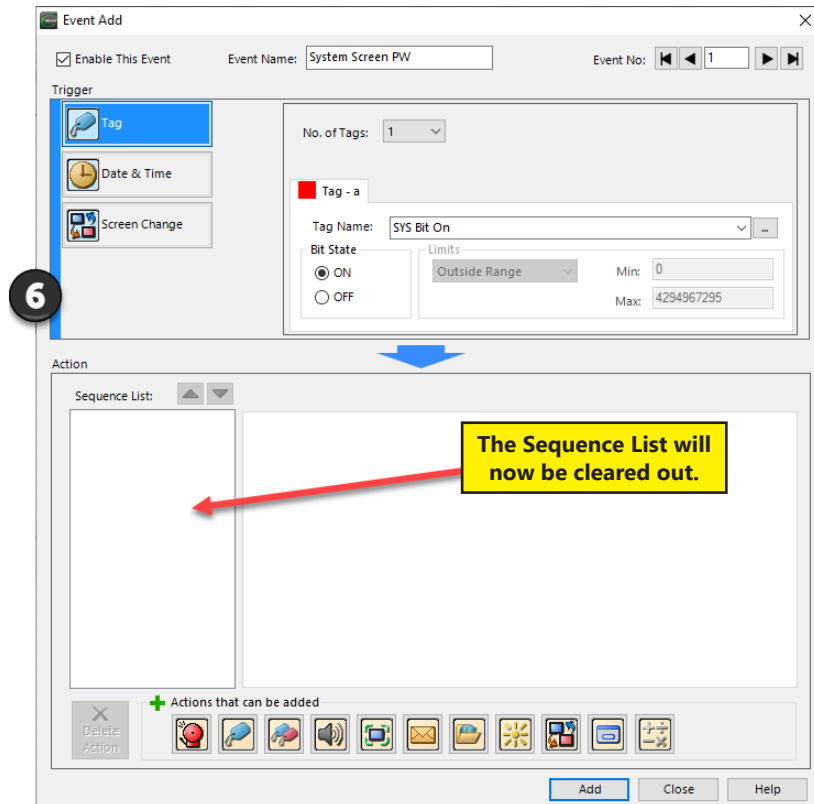 Event Add
Enable This Event Event Name: System Screen PW Event No: 1
Trigger
Tag
Date & Time
Screen Change
No. of Tags: 1
Tag - a
Tag Name: SYS Bit On ...
Bit State
ON
OFF
Limits
Outside Range
Min: 0
Max: 4294967295
6
Action
Sequence List:
The Sequence List will
now be cleared out.
Delete
Action
Actions that can be added
Add Close Help